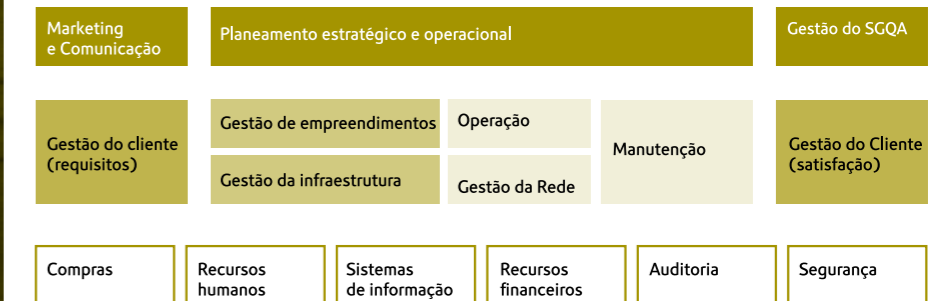 Marketing
e Comunicação
Planeamento estratégico e operacional
Gestão do SGQA
Gestão do cliente
(requisitos)
Gestão de empreendimentos
Operação
Manutenção
Gestão do Cliente
(satisfação)
Gestão da infraestrutura
Gestão da Rede
Compras
Recursos
humanos
Sistemas
de informação
Recursos
financeiros
Auditoria
Segurança